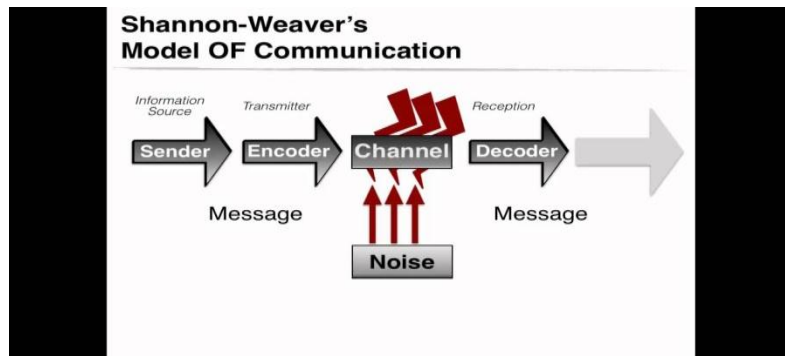 Shannon-Weaver's
Model OF Communication
Information
Source
Transmitter
Reception
Sender
Encoder
Channel
Decoder
Message
Message
Noise